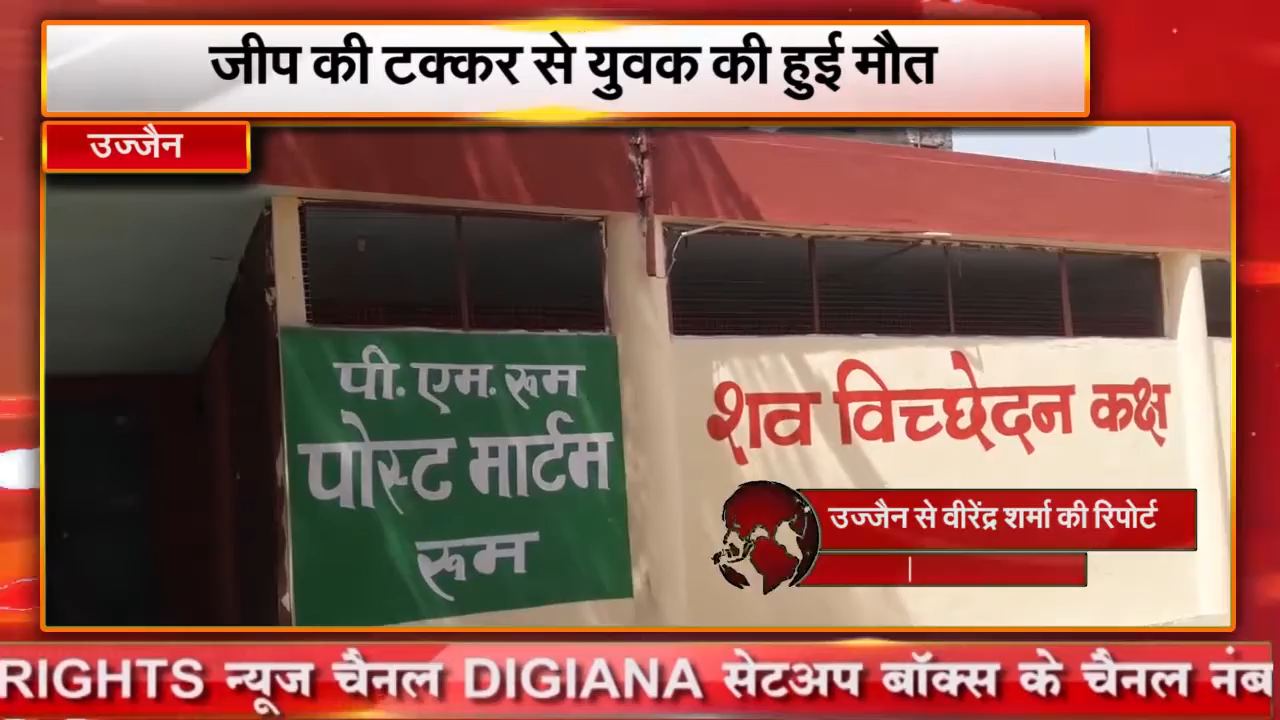 जीप की टक्कर से युवक की हुई मौत
उज्जैन
पी. एम. रूम
पोस्ट मार्टम
रूम
शव विच्छेदन कक्ष
उज्जैन से वीरेंद्र शर्मा की रिपोर्ट
RIGHTS न्यूज चैनल DIGIANA सेटअप बॉक्स के चैनल नंब